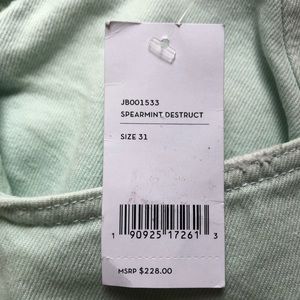 JB001533
SPEARMINT DESTRUCT
SIZE 31
1 90925 17261 3
MSRP $228.00